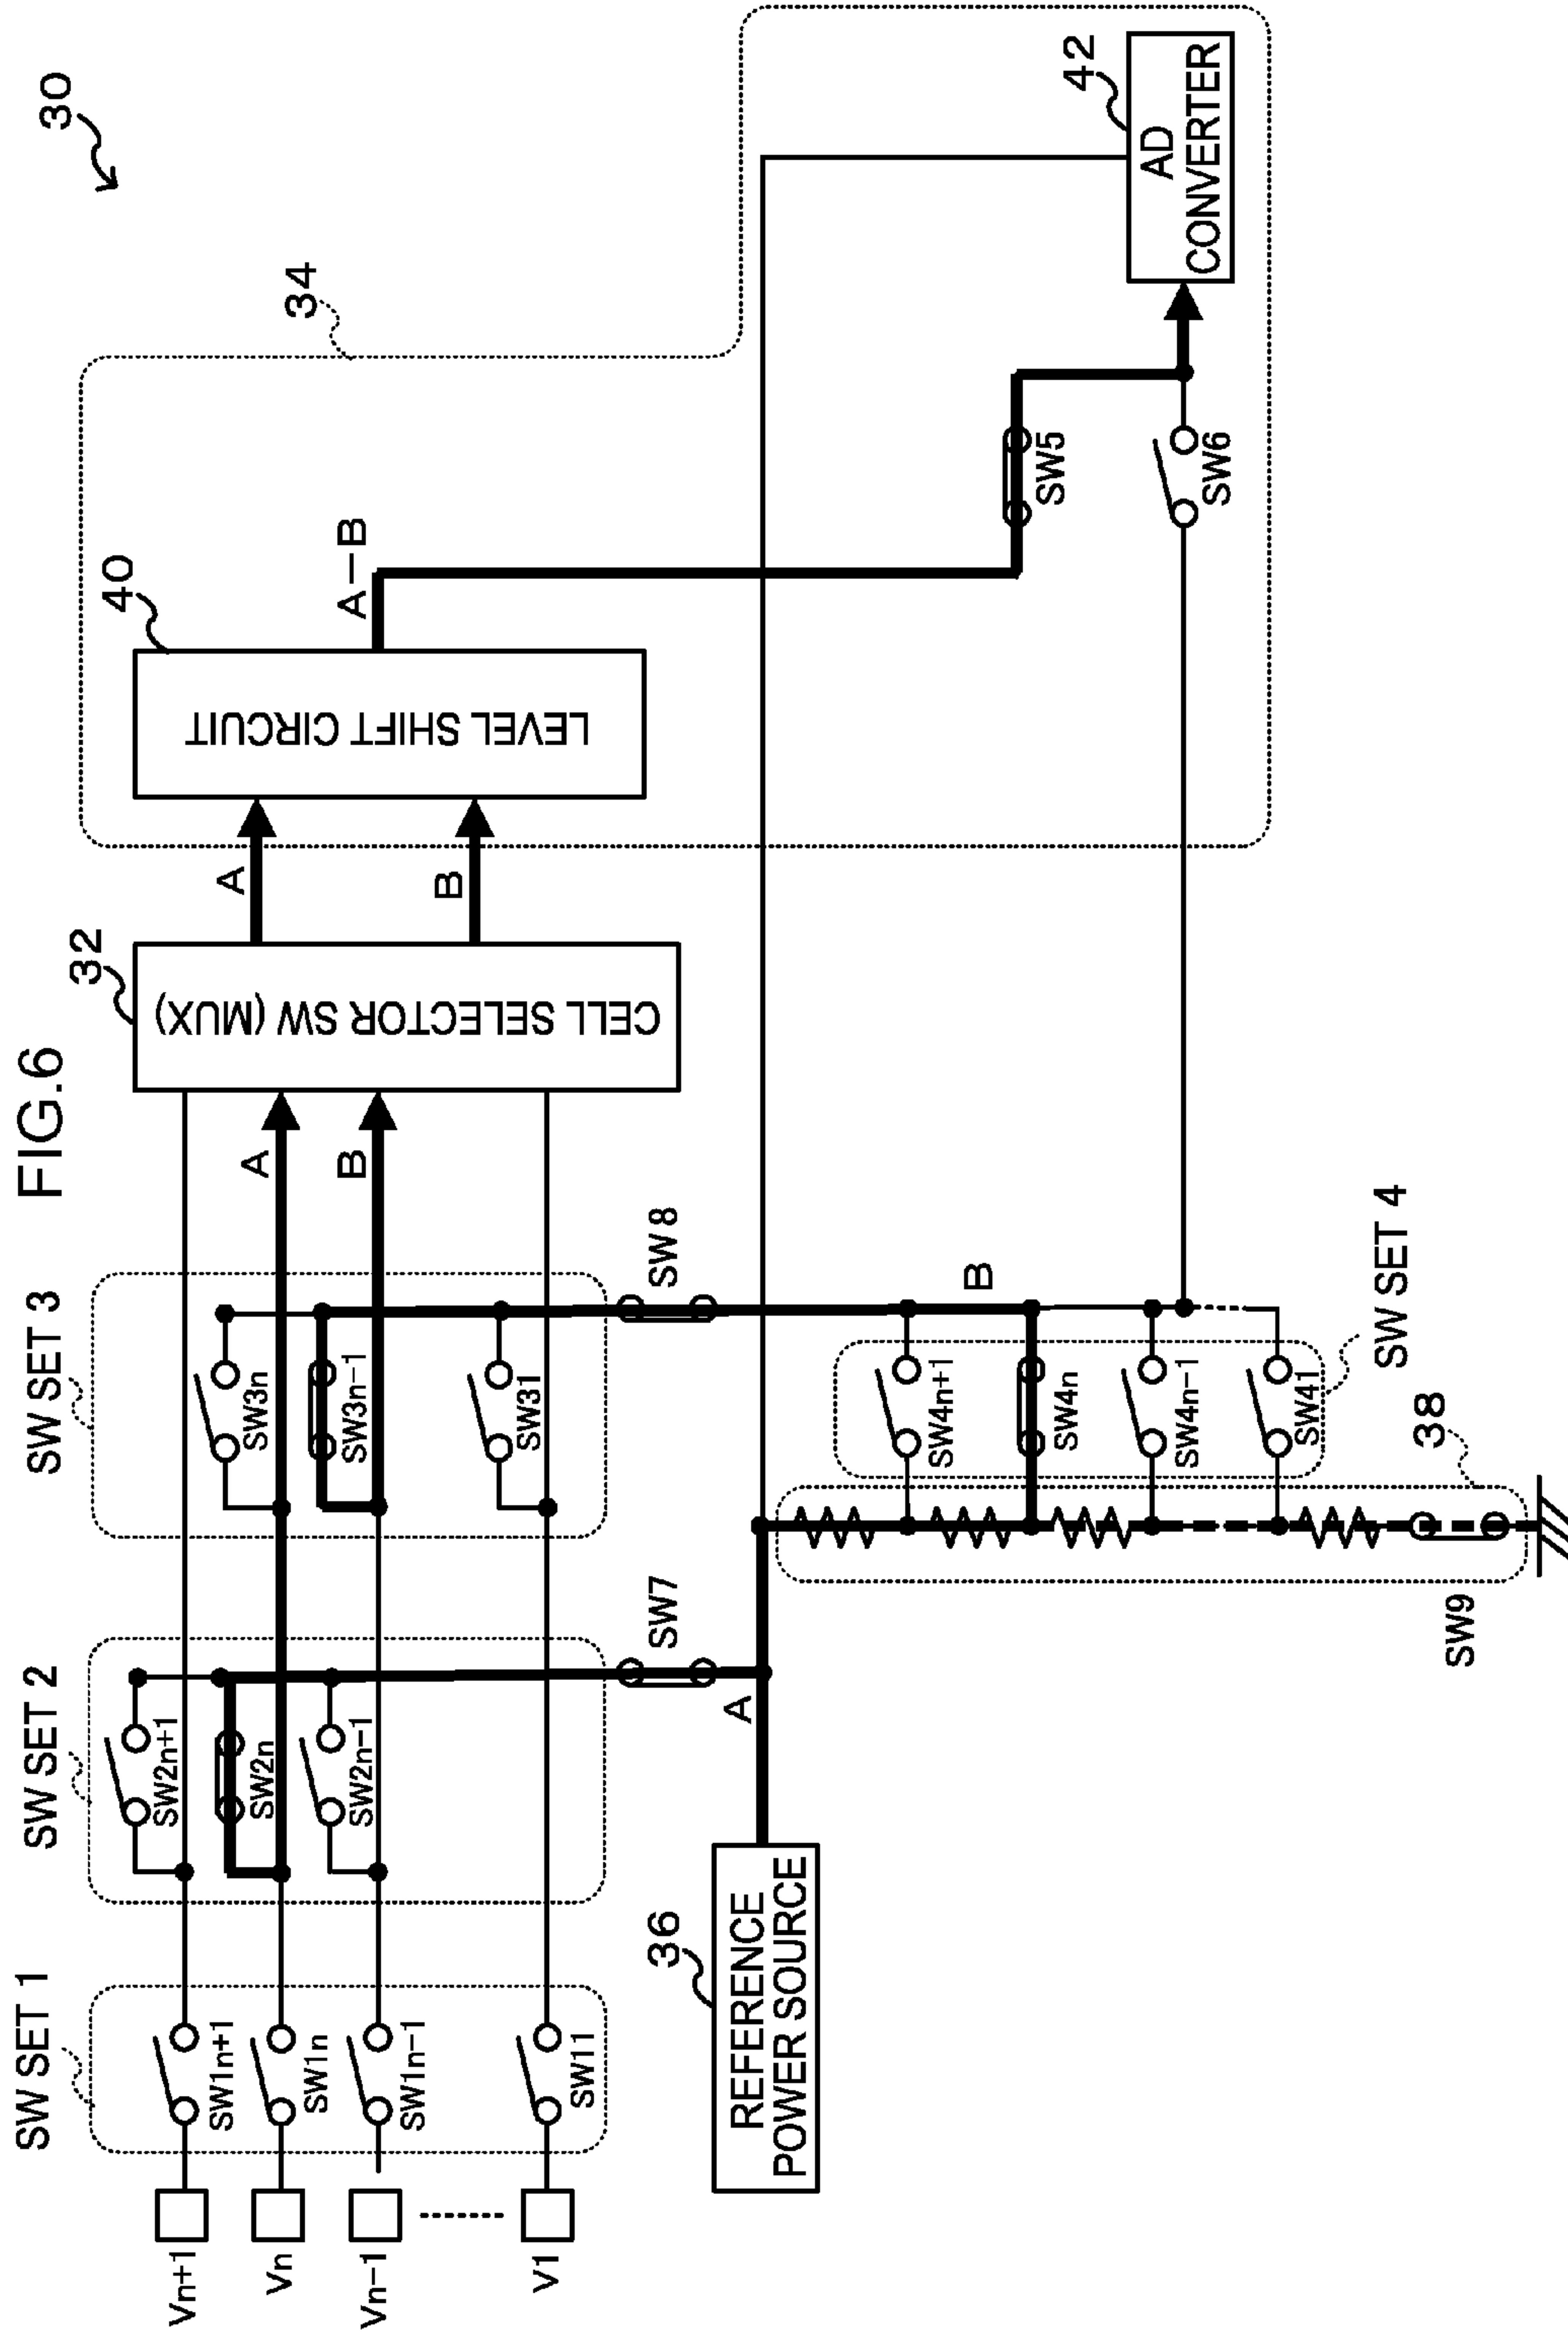 FIG.6
30
34
SW SET 1
SW SET 2
SW SET 3
32
40
Vn+1
Vn
Vn-1
V1
SW1n+1
SW1n
SW1n-1
SW11
SW2n+1
SW2n
SW2n-1
SW3n
SW3n-1
SW31
A
B
CELL SELECTOR SW (MUX)
A
B
LEVEL SHIFT CIRCUIT
A-B
SW7
SW8
36
REFERENCE
POWER SOURCE
A
B
SW4n+1
SW4n
SW4n-1
SW41
SW SET 4
38
SW9
SW5
SW6
42
AD
CONVERTER